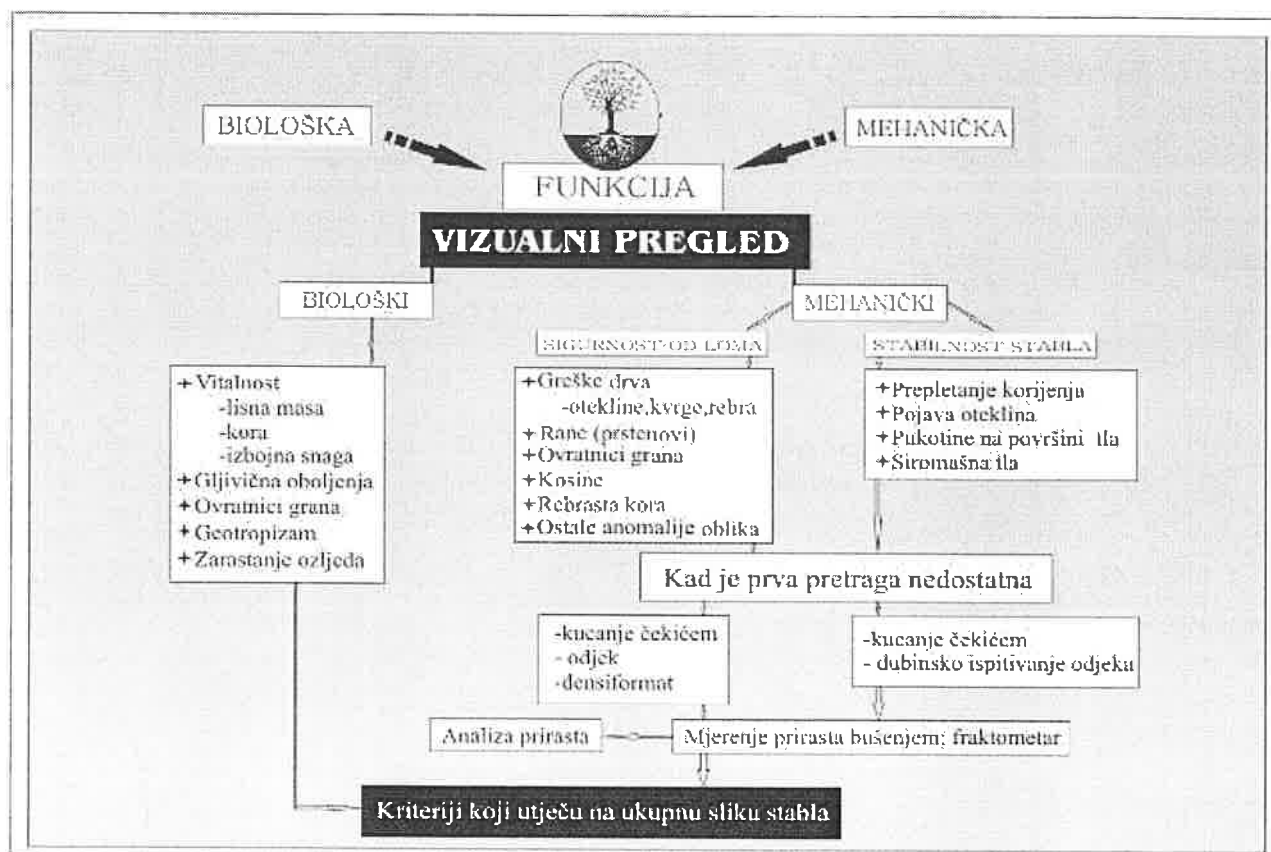 BIOLOŠKA
MEHANIČKA
FUNKCIJA
VIZUALNI PREGLED
BIOLOŠKI
MEHANIČKI
SIGURNOST OD LOMA
STABILNOST STABLA
+Vitalnost
-lisna masa
-kora
-izbojna snaga
+Gljivična oboljenja
+Ovratnici grana
+Geotropizam
+Zarastanje ozljeda
+Greške drva
-otekline,kvrge,rebra
+Rane (prstenovi)
+Ovratnici grana
+Kosine
+Rebrasta kora
+Ostale anomalije oblika
+Prepletanje korijenja
+Pojava oteklina
+Pukotine na površini tla
+Siromašna tla
Kad je prva pretraga nedostatna
-kucanje čekićem
- odjek
-densiformat
-kucanje čekićem
- dubinsko ispitivanje odjeka
Analiza prirasta
Mjerenje prirasta bušenjem; fraktometar
Kriteriji koji utječu na ukupnu sliku stabla